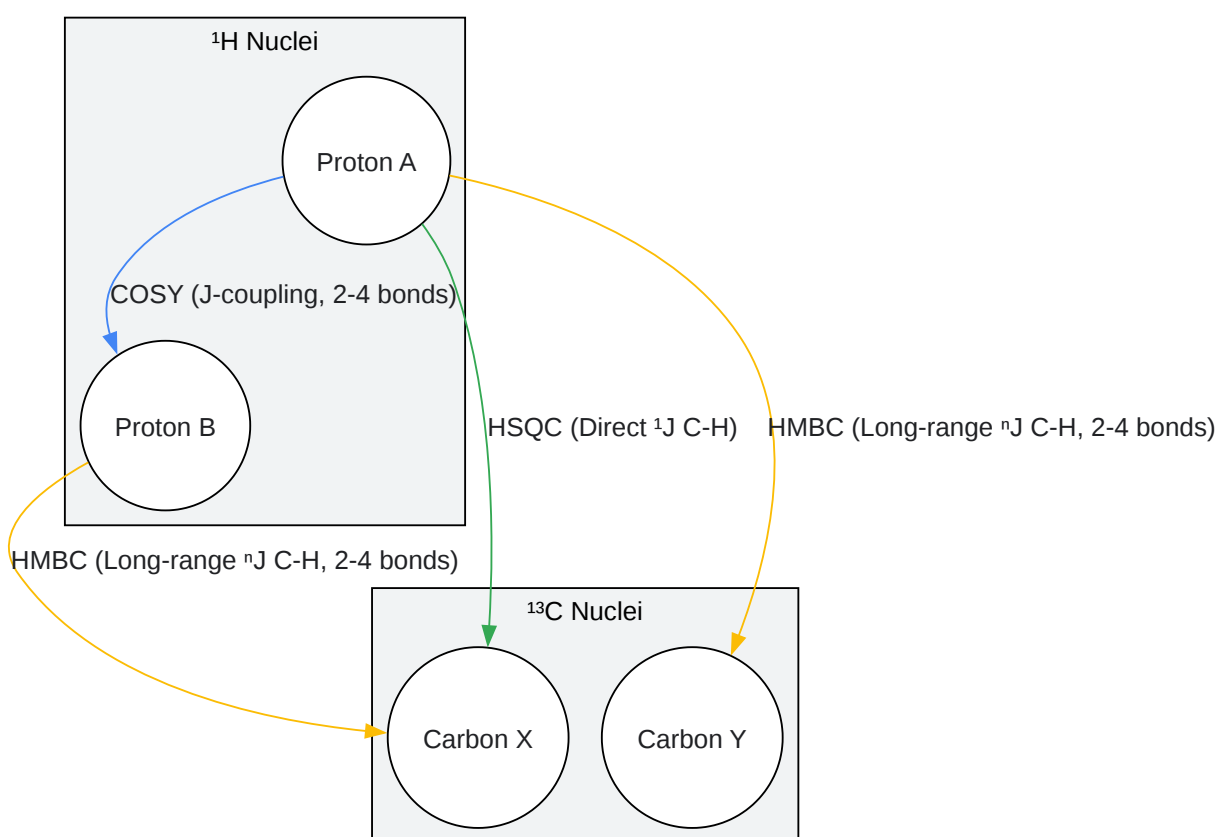 ¹H Nuclei
Proton A
COSY (J-coupling, 2-4 bonds)
Proton B
HSQC (Direct ¹J C-H)
HMBC (Long-range ⁿJ C-H, 2-4 bonds)
HMBC (Long-range ⁿJ C-H, 2-4 bonds)
¹³C Nuclei
Carbon X
Carbon Y